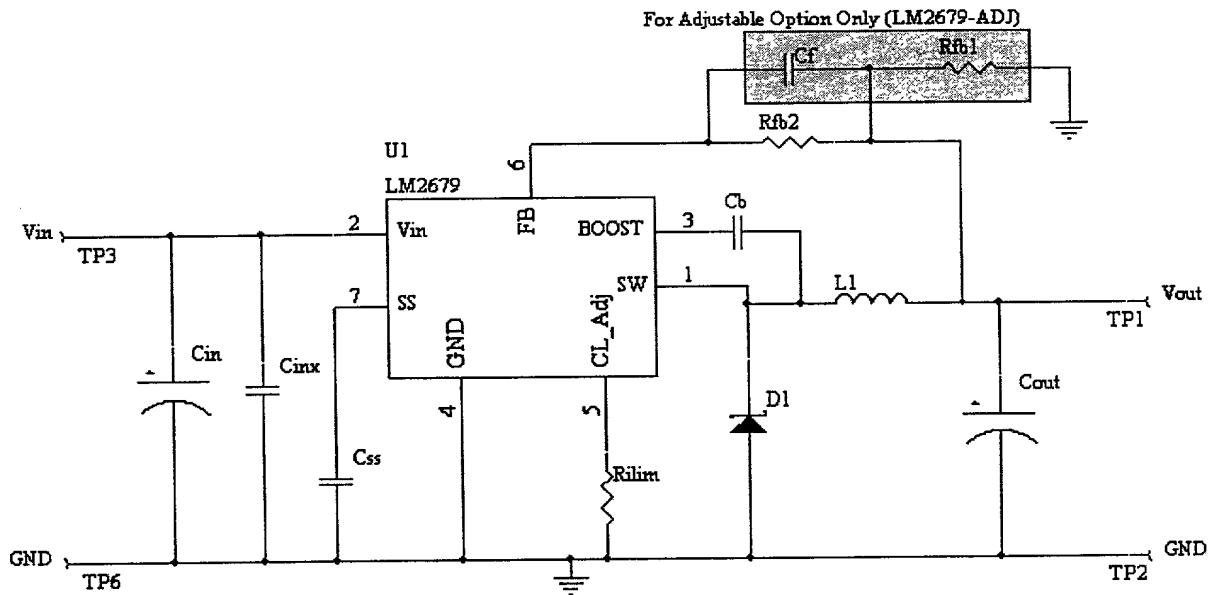 For Adjustable Option Only (LM2679-ADJ)
Cf
Rfb1
Rfb2
U1
LM2679
6
FB
Vin
TP3
2
Vin
BOOST
3
Cb
7
SS
SW
1
L1
Vout
TP1
GND
CL_Adj
Cin
Cinx
4
5
D1
Cout
Css
Rilim
GND
TP6
GND
TP2